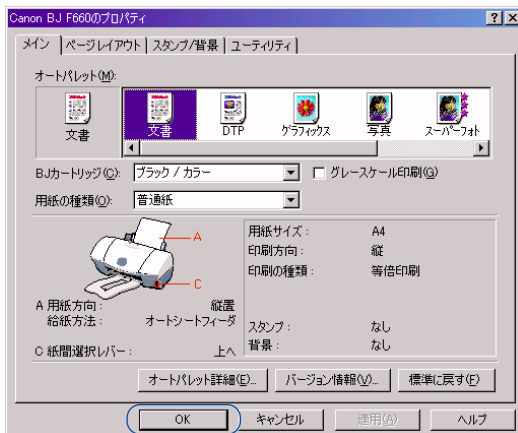 Canon BJ F660のプロパティ
メイン ページレイアウト スタンプ/背景 ユーティリティ
オートパレット(M):
文書 文書 DTP グラフィックス 写真 スーパーフォト
BJカートリッジ(C): ブラック / カラー グレースケール印刷(G)
用紙の種類(O): 普通紙
A
C
用紙サイズ : A4
印刷方向 : 縦
印刷の種類 : 等倍印刷
A 用紙方向 : 縦置
給紙方法 : オートシートフィーダ
スタンプ : なし
C 紙間選択レバー : 上へ
背景 : なし
オートパレット詳細(E)... バージョン情報(V)... 標準に戻す(F)
OK キャンセル 適用(A) ヘルプ